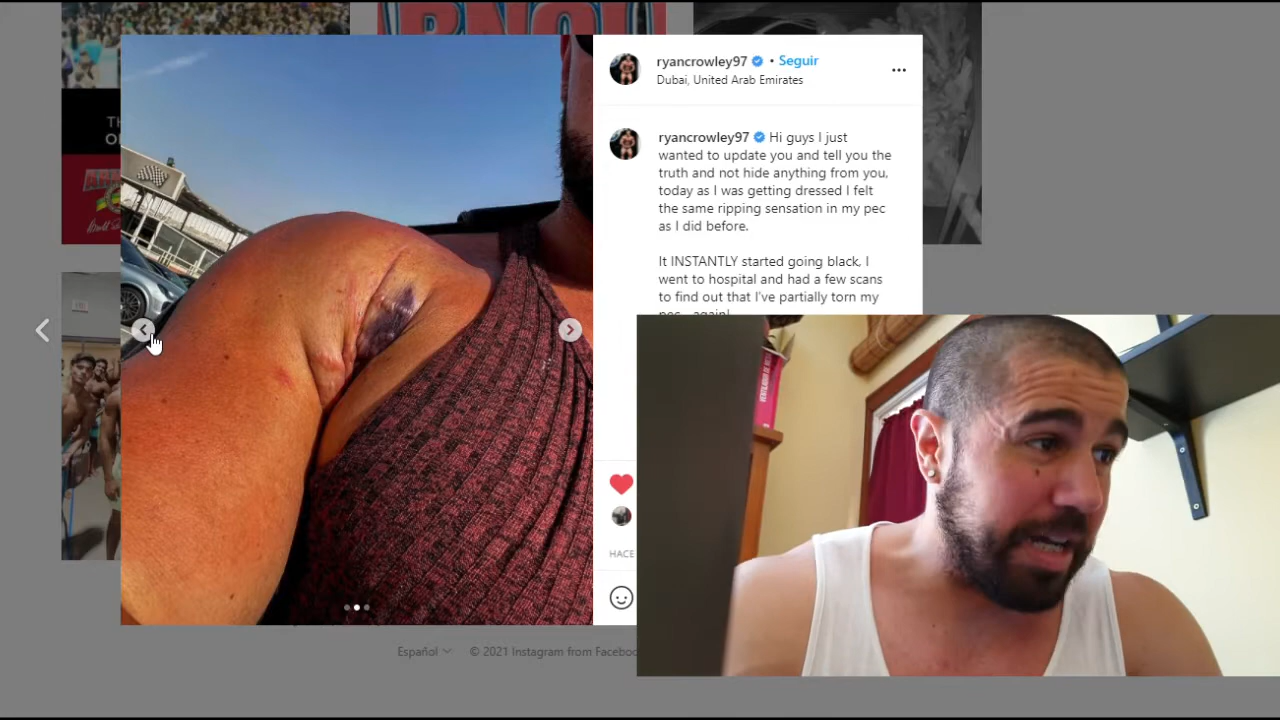 ryancrowley97 • Seguir
Dubai, United Arab Emirates
ryancrowley97 Hi guys I just
wanted to update you and tell you the
truth and not hide anything from you,
today as I was getting dressed I felt
the same ripping sensation in my pec
as I did before.
It INSTANTLY started going black, I
went to hospital and had a few scans
to find out that I've partially torn my
pec
HACE
Español
© 2021 Instagram from